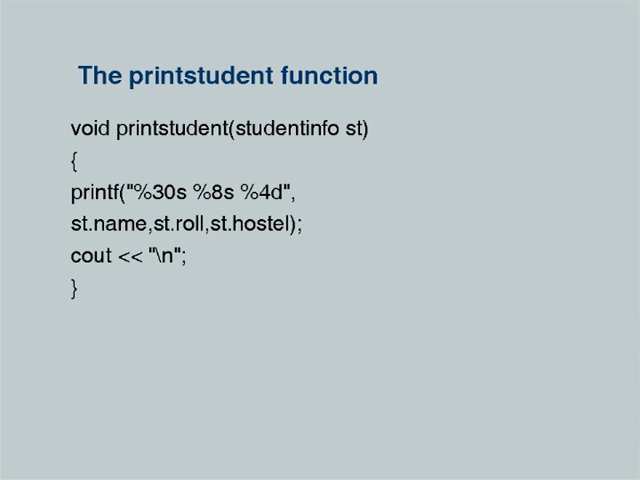 The printstudent function
void printstudent(studentinfo st)
{
printf("%30s %8s %4d",
st.name,st.roll,st.hostel);
cout << "\n";
}